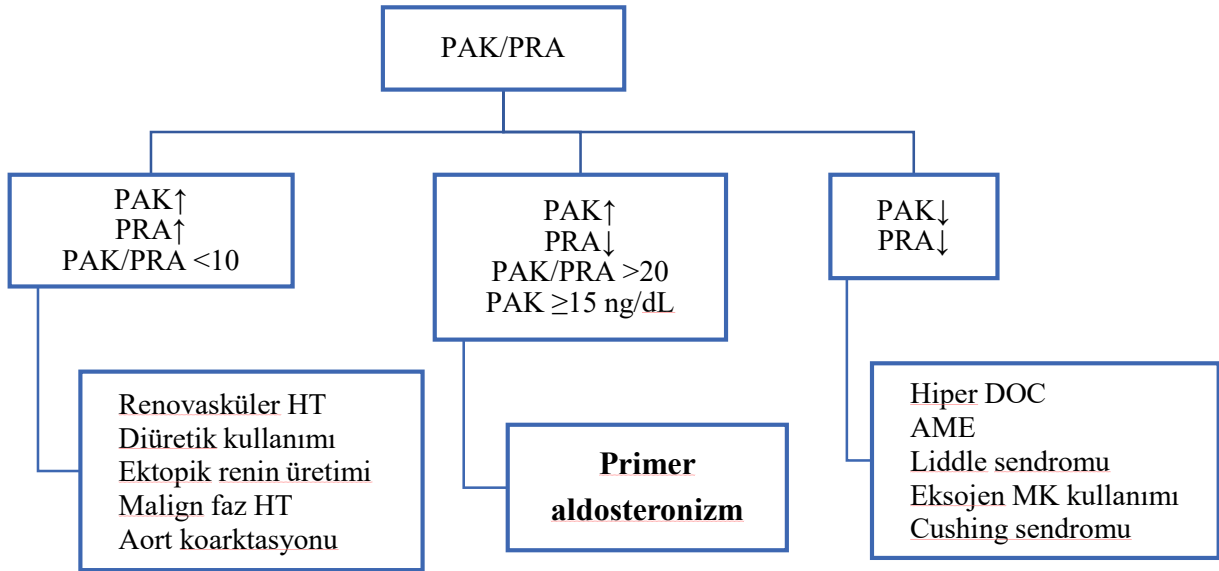 PAK/PRA
PAK↑
PRA↑
PAK/PRA <10
PAK↑
PRA↓
PAK/PRA >20
PAK ≥15 ng/dL
PAK↓
PRA↓
Renovasküler HT
Diüretik kullanımı
Ektopik renin üretimi
Malign faz HT
Aort koarktasyonu
Primer
aldosteronizm
Hiper DOC
AME
Liddle sendromu
Eksojen MK kullanımı
Cushing sendromu